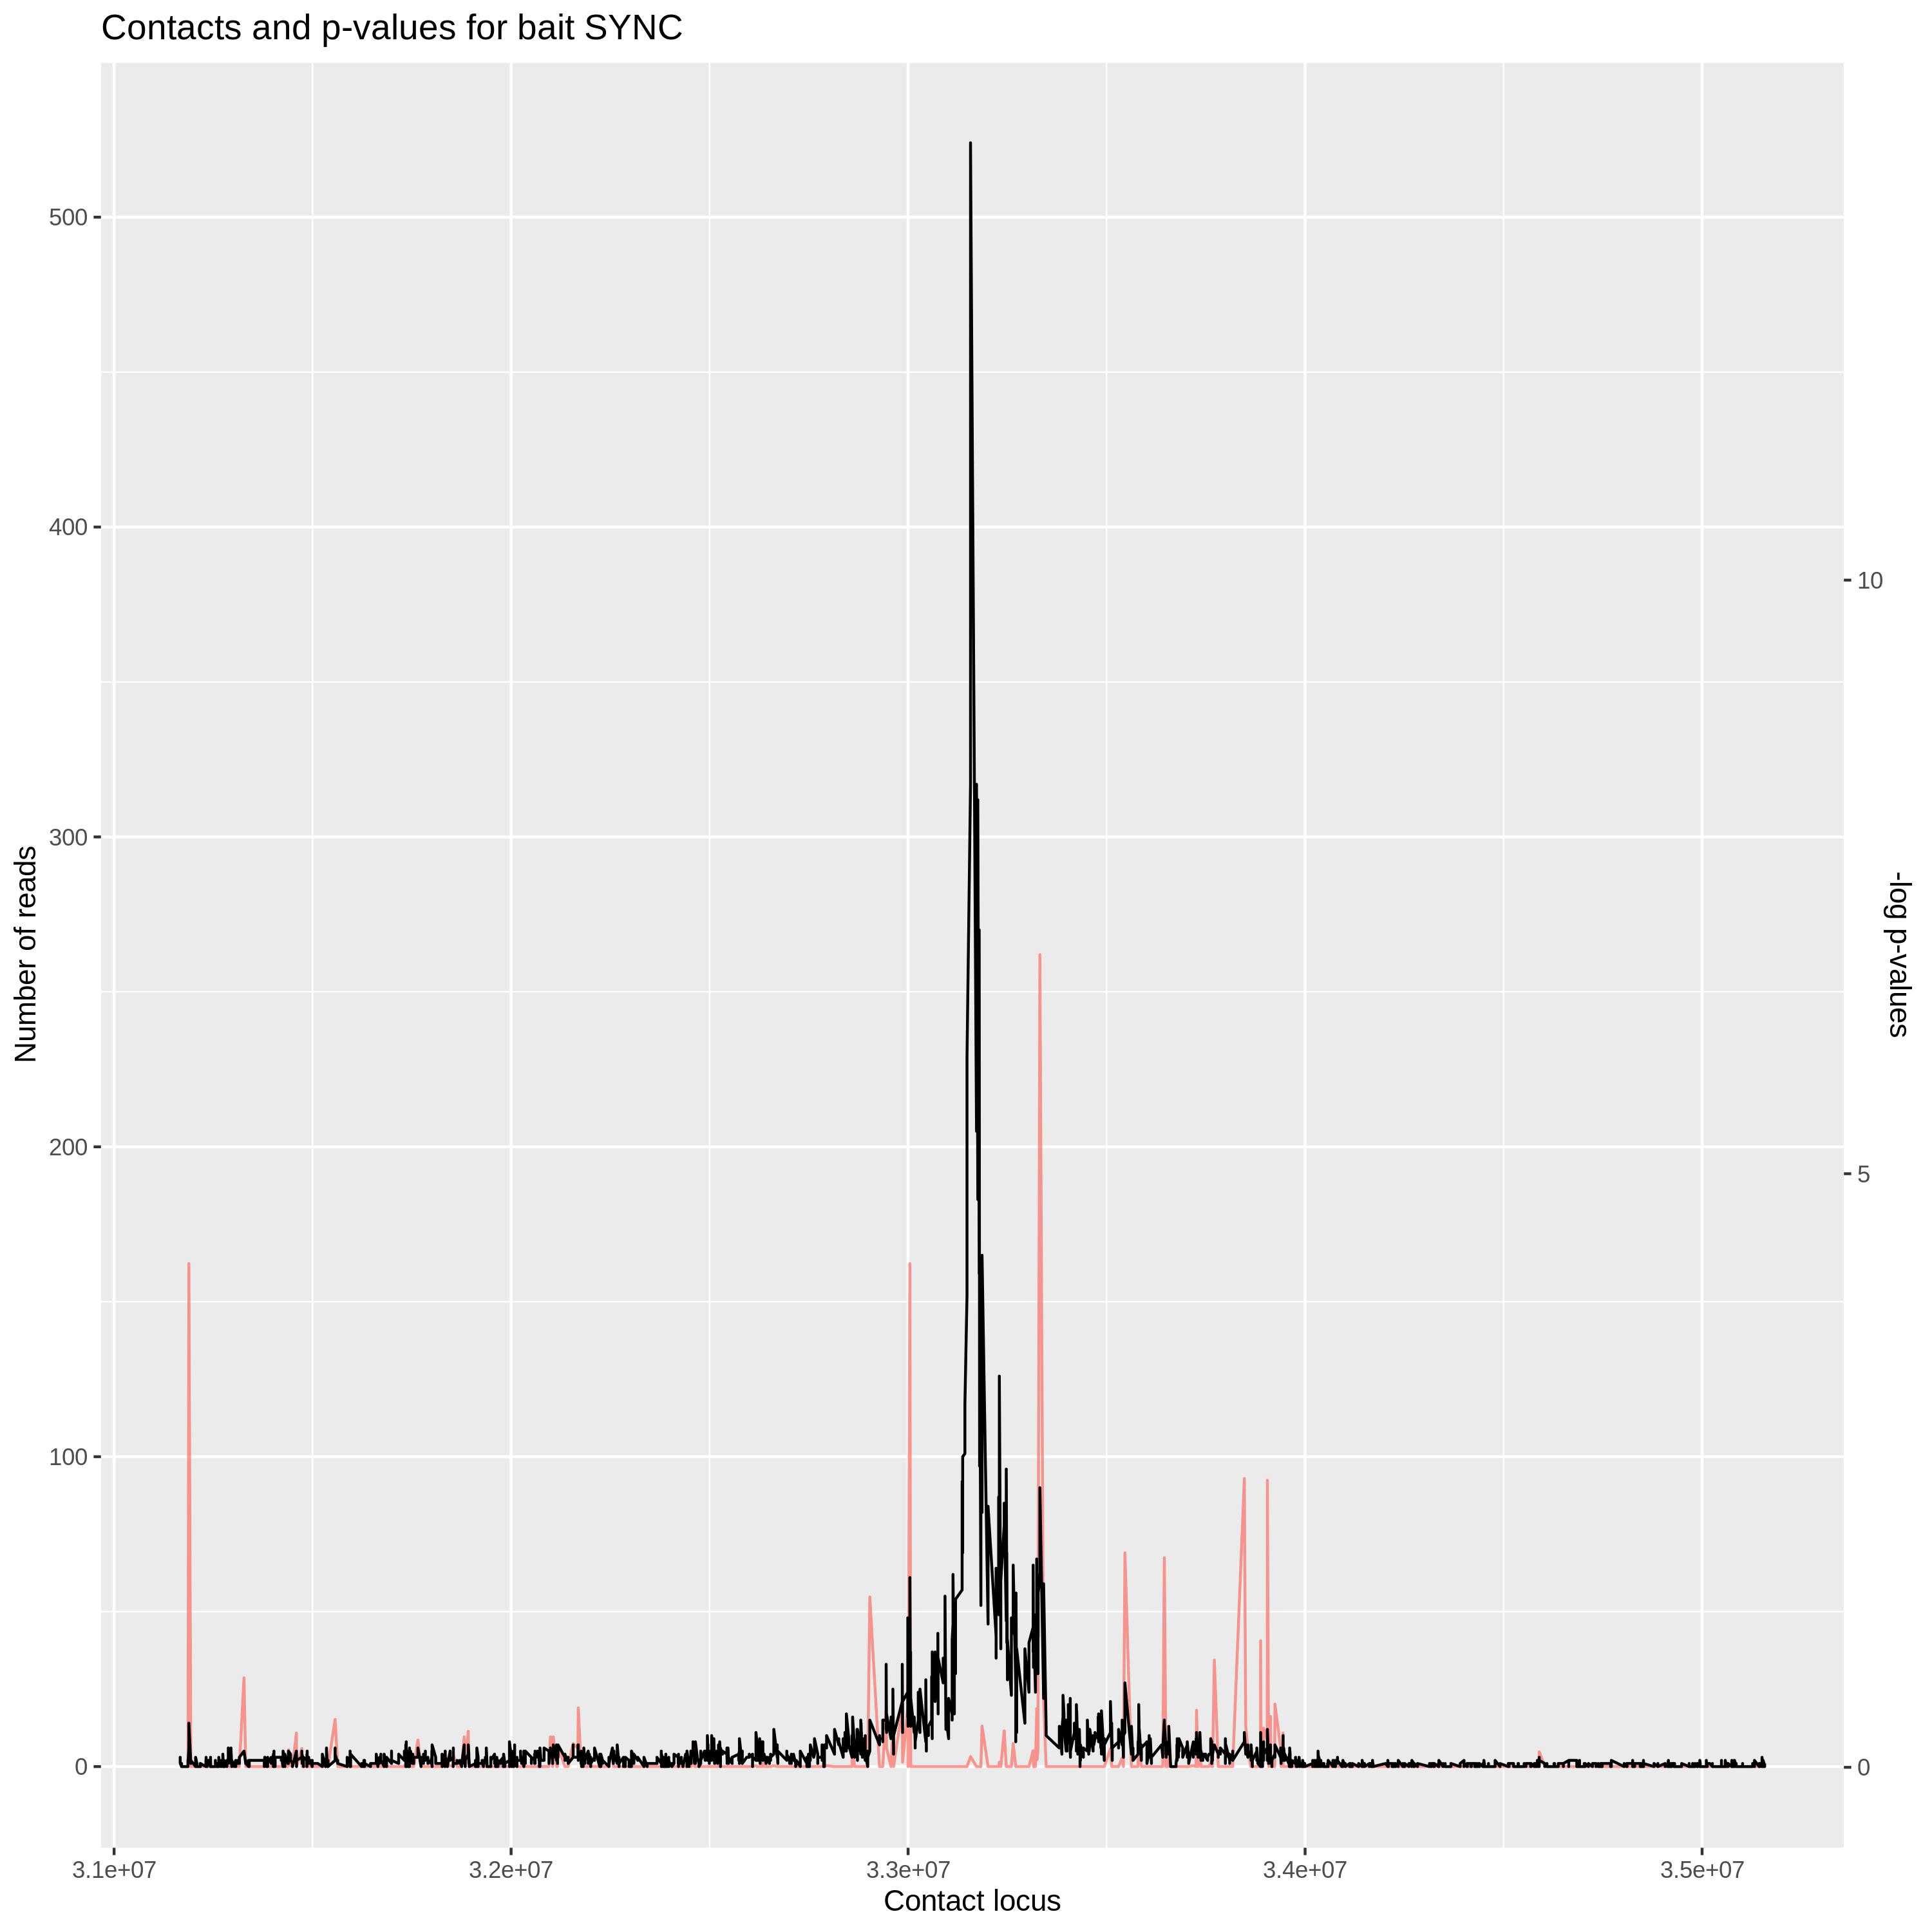 Contacts and p-values for bait SYNC
500
400
300
200
100
0
Number of reads
10
5
0
-log p-values
3.1e+07
3.2e+07
3.3e+07
3.4e+07
3.5e+07
Contact locus